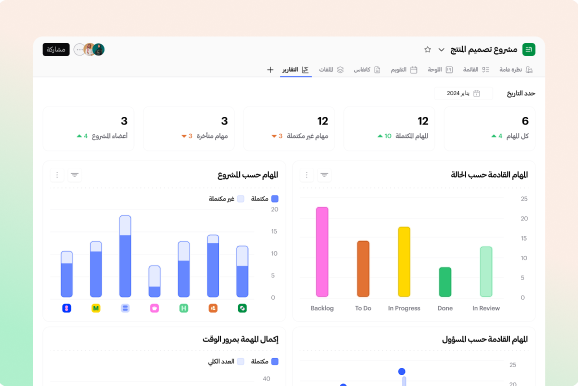 مشروع تصميم المنتج
مشاركة
نظرة عامة
القائمة
اللوحة
التقويم
كانفاس
الملفات
التقارير
حدد التاريخ
يناير 2024
6
كل المهام
4
12
المهام المكتملة
10
12
مهام غير مكتملة
3
3
مهام متأخرة
3
3
أعضاء المشروع
4
المهام القادمة حسب الحالة
25
20
15
10
5
0
Backlog
To Do
In Progress
Done
In Review
المهام حسب المشروع
مكتملة
غير مكتملة
20
15
10
5
0
المهام القادمة حسب المسؤول
25
20
إكمال المهمة بمرور الوقت
مكتملة
العدد الكلي
40